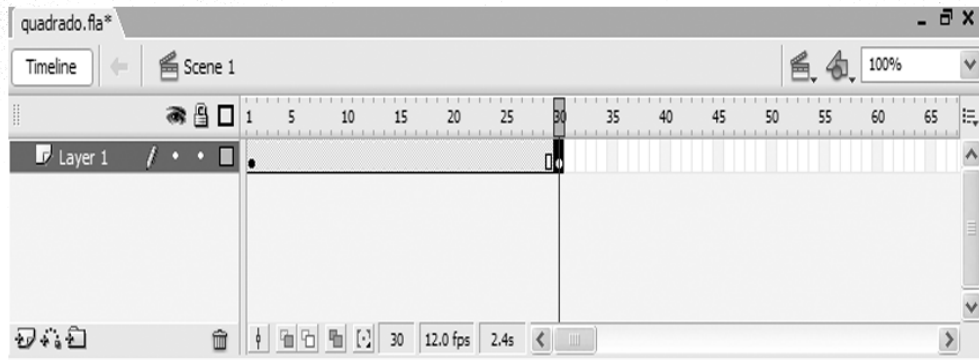 quadrado.fla*
Timeline Scene 1 100%
1 5 10 15 20 25 30 35 40 45 50 55 60 65
Layer 1
30 12.0 fps 2.4s